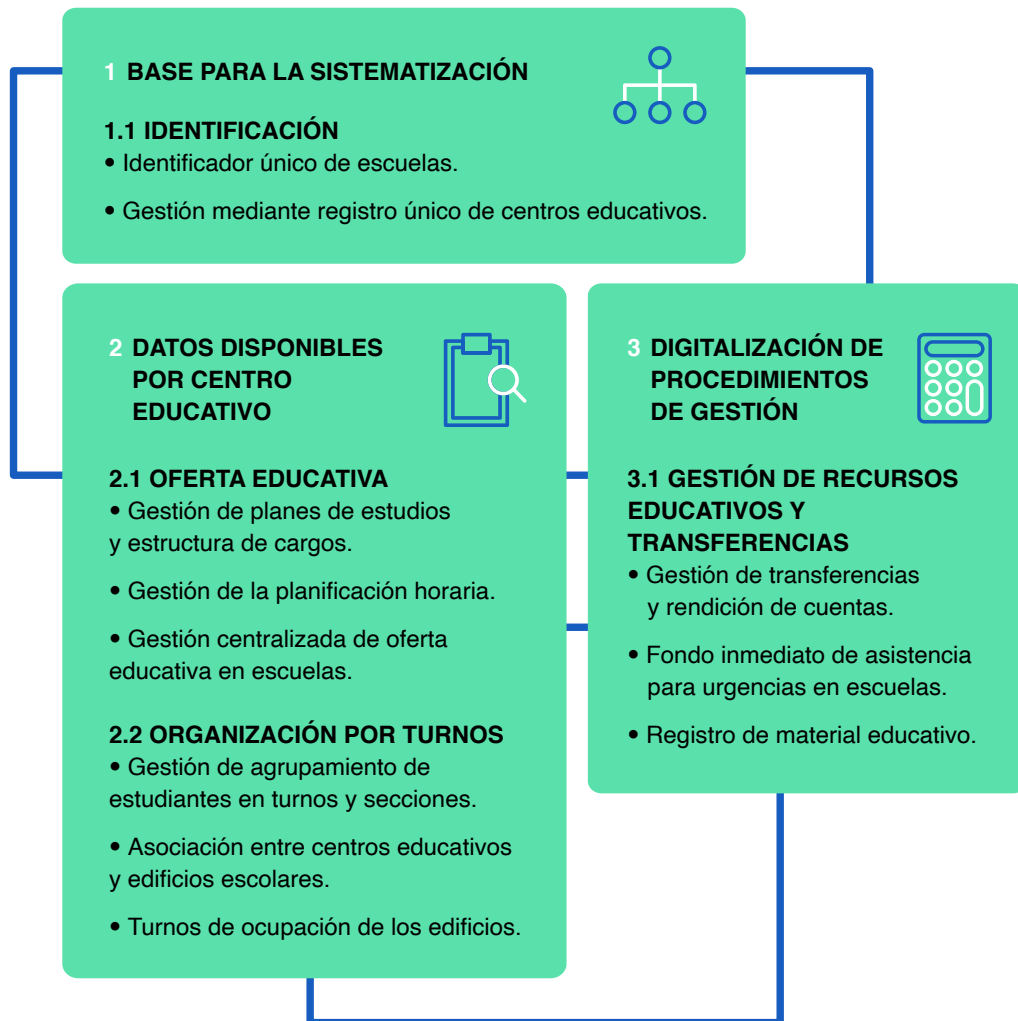 1 BASE PARA LA SISTEMATIZACIÓN
1.1 IDENTIFICACIÓN
• Identificador único de escuelas.
• Gestión mediante registro único de centros educativos.
2 DATOS DISPONIBLES
POR CENTRO
EDUCATIVO
2.1 OFERTA EDUCATIVA
• Gestión de planes de estudios
y estructura de cargos.
• Gestión de la planificación horaria.
• Gestión centralizada de oferta
educativa en escuelas.
2.2 ORGANIZACIÓN POR TURNOS
• Gestión de agrupamiento de
estudiantes en turnos y secciones.
• Asociación entre centros educativos
y edificios escolares.
• Turnos de ocupación de los edificios.
3 DIGITALIZACIÓN DE
PROCEDIMIENTOS
DE GESTIÓN
3.1 GESTIÓN DE RECURSOS
EDUCATIVOS Y
TRANSFERENCIAS
• Gestión de transferencias
y rendición de cuentas.
• Fondo inmediato de asistencia
para urgencias en escuelas.
• Registro de material educativo.